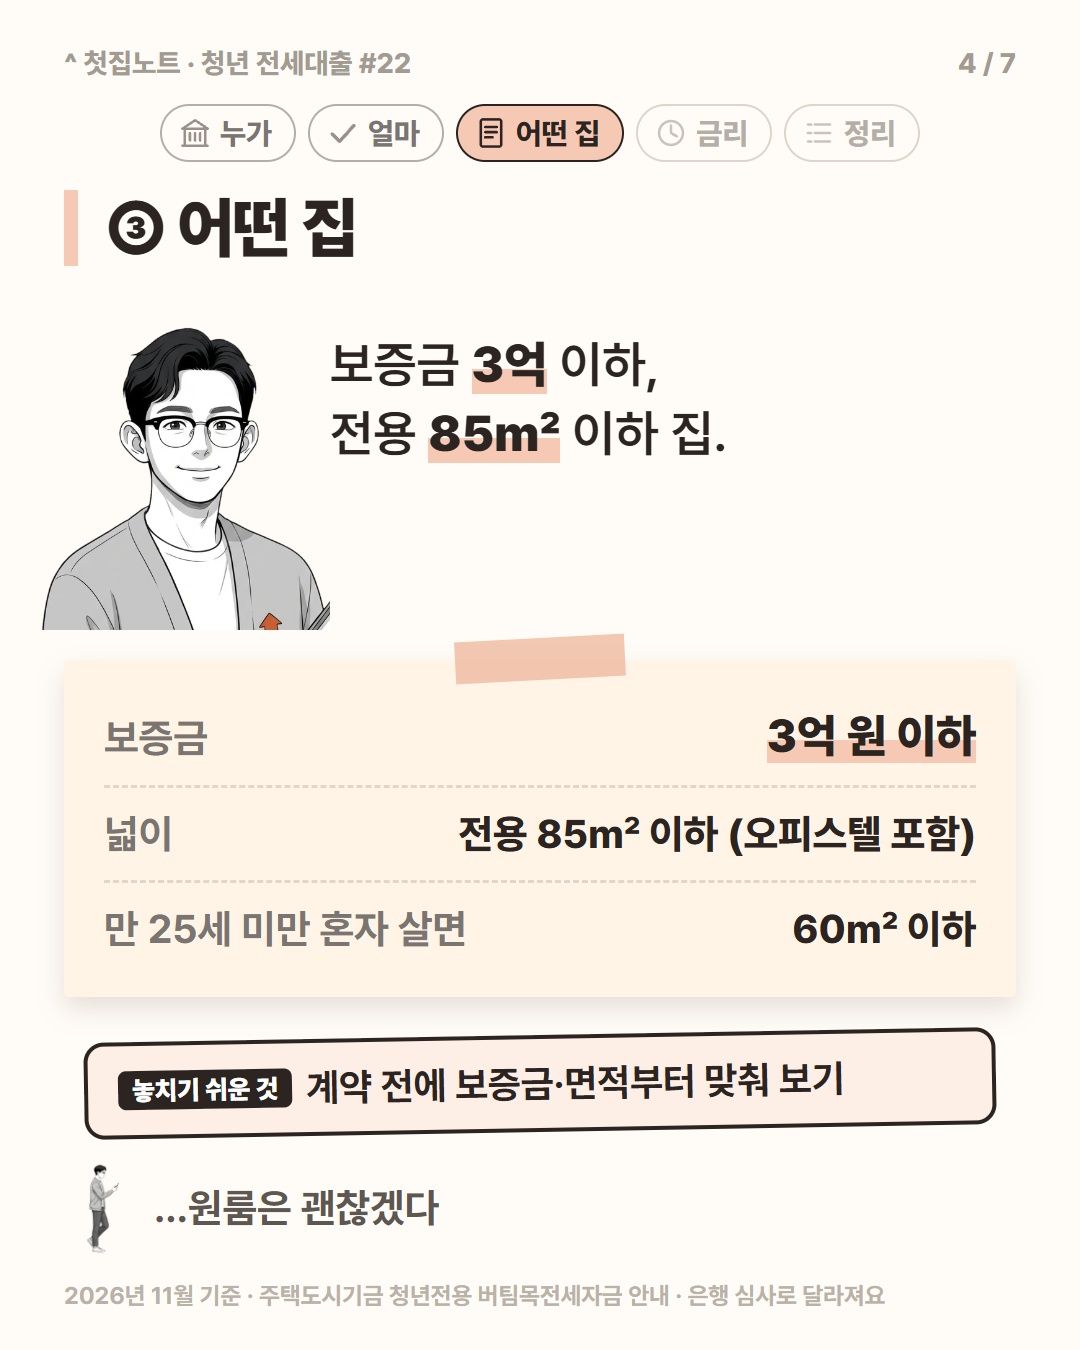 ^ 첫집노트 · 청년 전세대출 #22
4 / 7
누가 얼마 어떤 집 금리 정리
③ 어떤 집
보증금 3억 이하,
전용 85m² 이하 집.
보증금 3억 원 이하
넓이 전용 85m² 이하 (오피스텔 포함)
만 25세 미만 혼자 살면 60m² 이하
놓치기 쉬운 것 계약 전에 보증금·면적부터 맞춰 보기
...원룸은 괜찮겠다
2026년 11월 기준 · 주택도시기금 청년전용 버팀목전세자금 안내 · 은행 심사로 달라져요